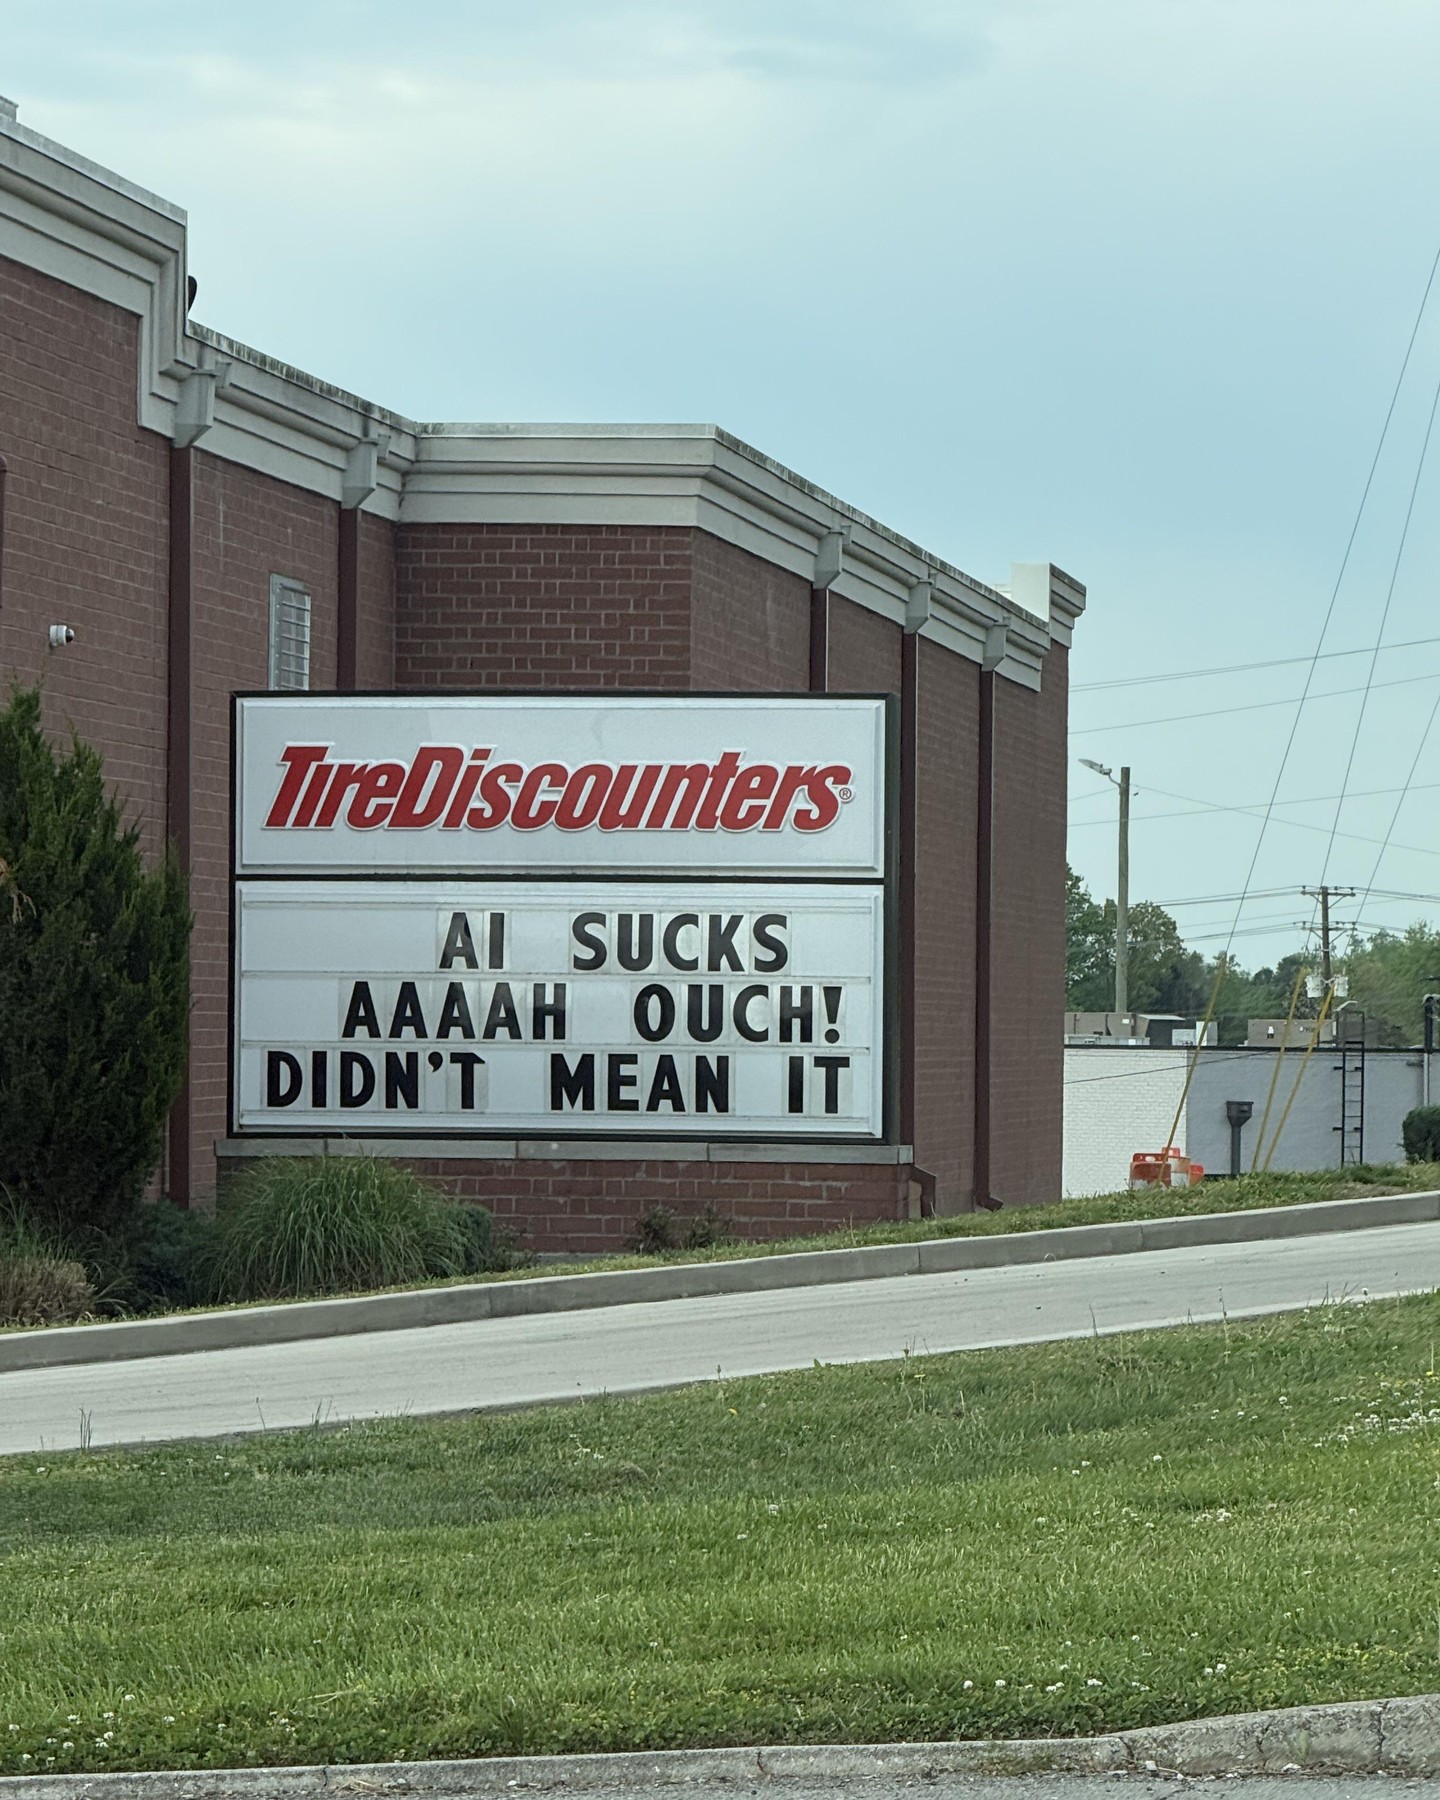 TireDiscounters®
AI SUCKS
AAAAH OUCH!
DIDN'T MEAN IT